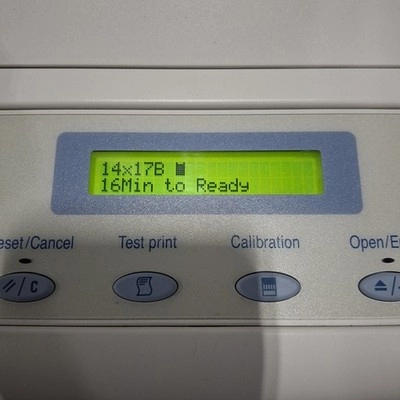 14x17B
16Min to Ready
eset/Cancel Test print Calibration Open/E
//C